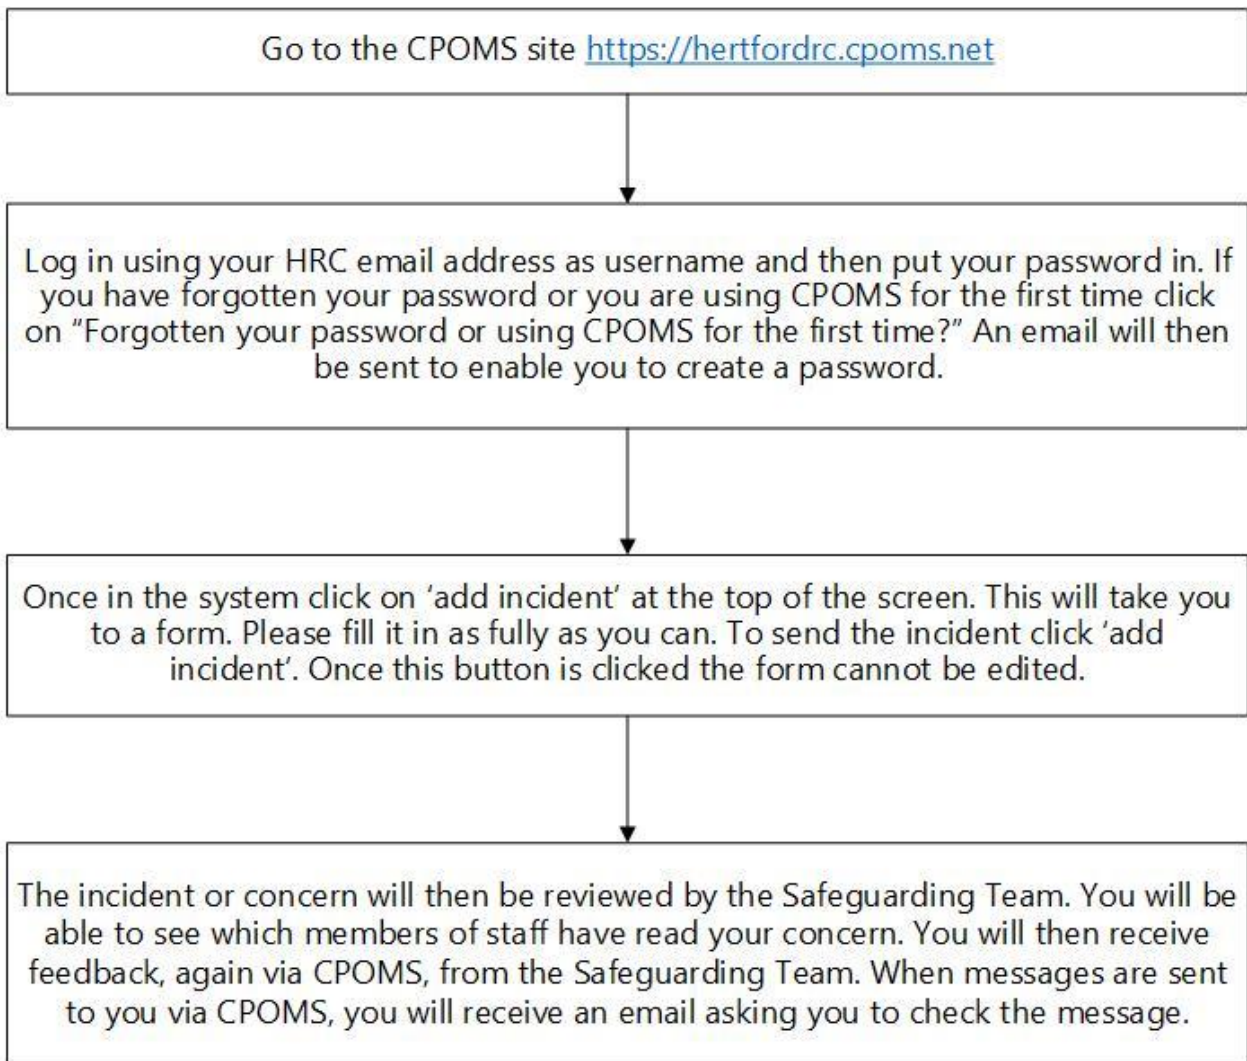 Go to the CPOMS site https://hertfordrc.cpoms.net
Log in using your HRC email address as username and then put your password in. If
you have forgotten your password or you are using CPOMS for the first time click
on “Forgotten your password or using CPOMS for the first time?” An email will then
be sent to enable you to create a password.
Once in the system click on ‘add incident’ at the top of the screen. This will take you
to a form. Please fill it in as fully as you can. To send the incident click ‘add
incident’. Once this button is clicked the form cannot be edited.
The incident or concern will then be reviewed by the Safeguarding Team. You will be
able to see which members of staff have read your concern. You will then receive
feedback, again via CPOMS, from the Safeguarding Team. When messages are sent
to you via CPOMS, you will receive an email asking you to check the message.